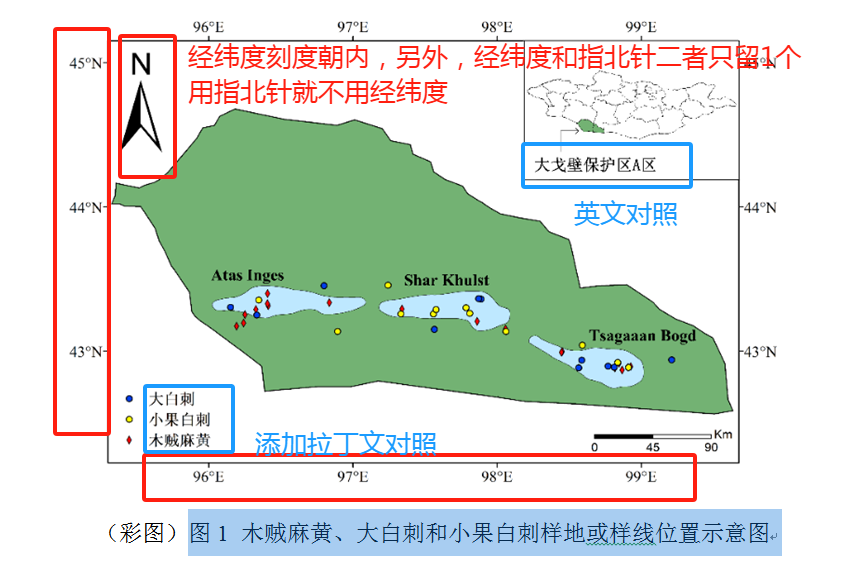 96°E 97°E 98°E 99°E
经纬度刻度朝内，另外，经纬度和指北针二者只留1个
用指北针就不用经纬度
45°N 45°N
N
大戈壁保护区A区
英文对照
44°N 44°N
Atas Inges
Shar Khulst
Tsagaaan Bogd
43°N 43°N
大白刺
小果白刺
木贼麻黄
添加拉丁文对照
Km
0 45 90
96°E 97°E 98°E 99°E
（彩图）图 1 木贼麻黄、大白刺和小果白刺样地或样线位置示意图